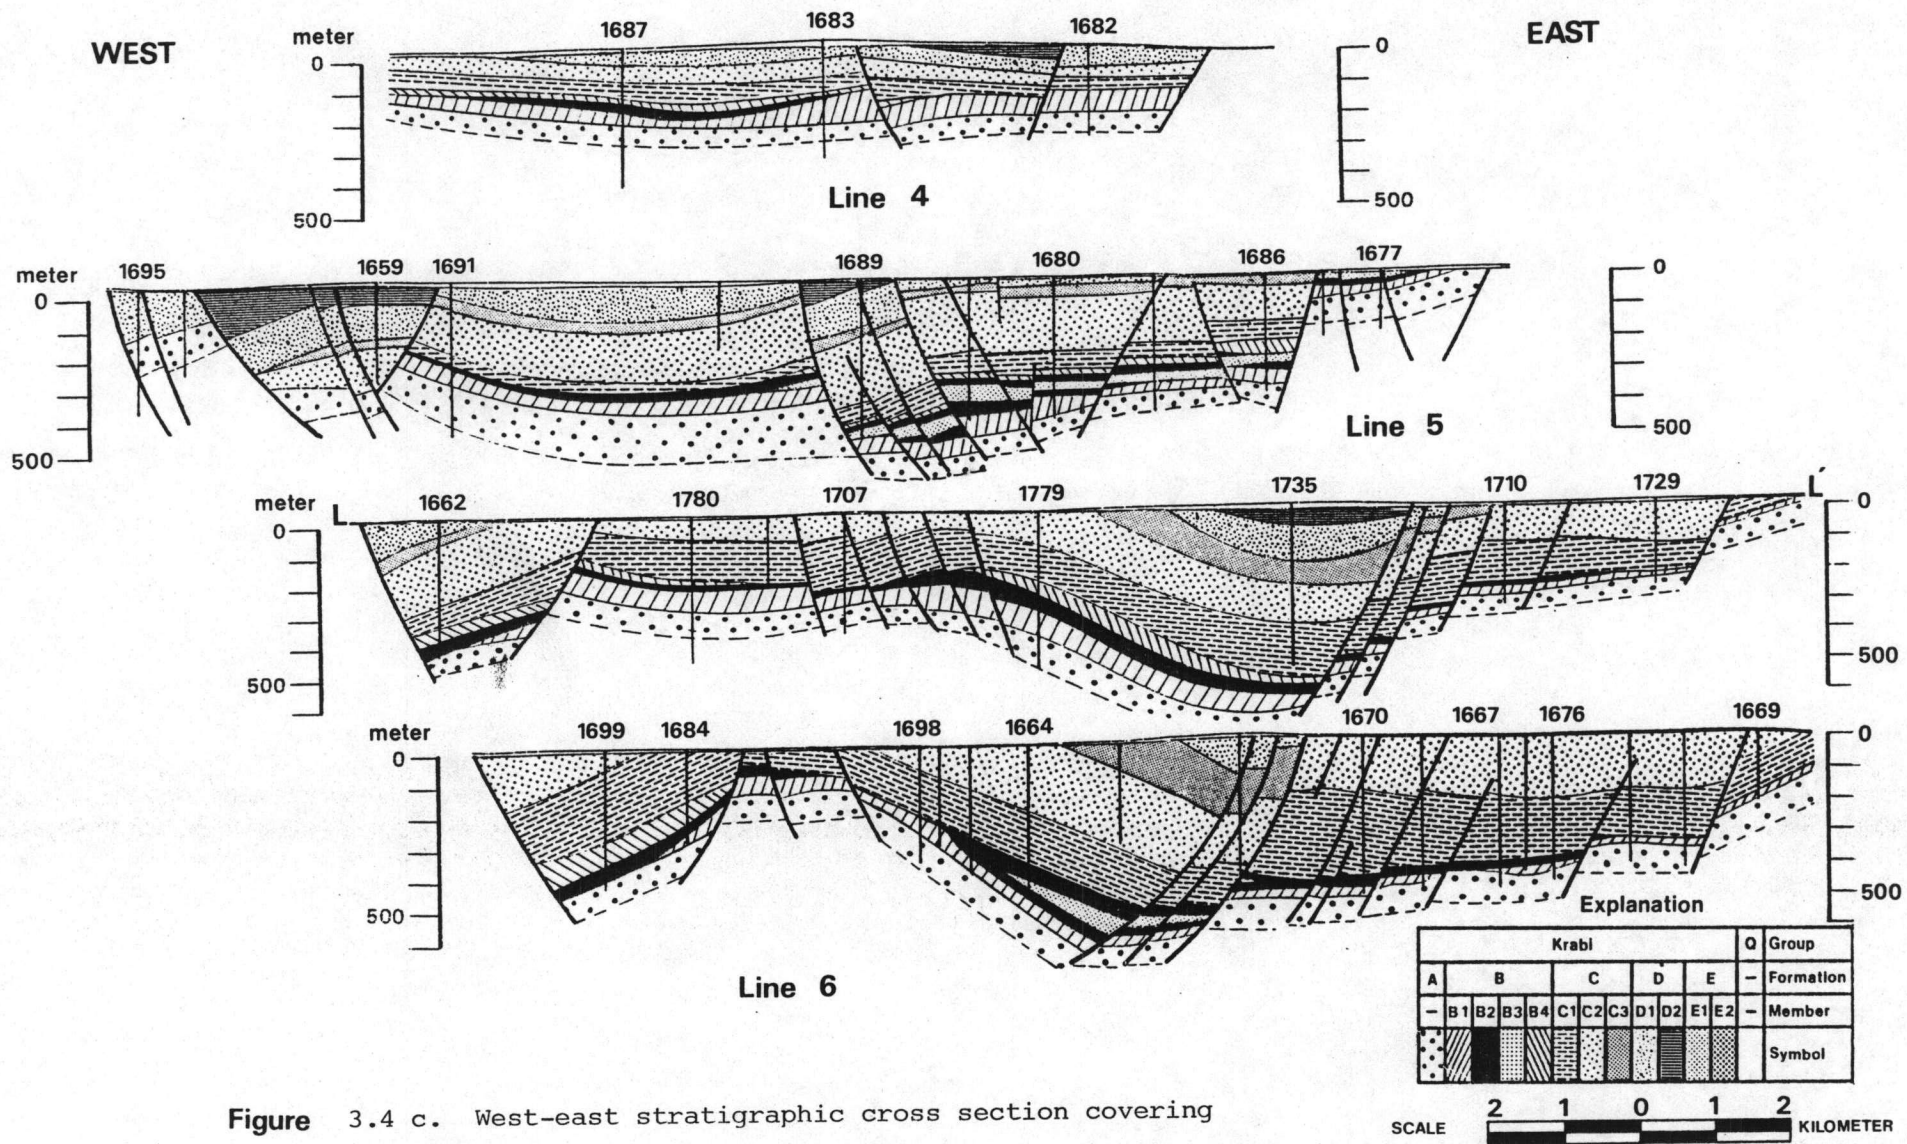 WEST
EAST
meter
1687 1683 1682
0 0
500 500
Line 4
meter
1695 1659 1691 1689 1680 1686 1677
0 0
500 500
Line 5
meter
L 1662 1780 1707 1779 1735 1710 1729 L´
0 0
500 500
meter
1699 1684 1698 1664 1670 1667 1676 1669
0 0
500 500
Line 6
Explanation
Krabi Q Group
A B C D E – Formation
– B1 B2 B3 B4 C1 C2 C3 D1 D2 E1 E2 – Member
Symbol
Figure 3.4 c. West-east stratigraphic cross section covering
SCALE 2 1 0 1 2 KILOMETER